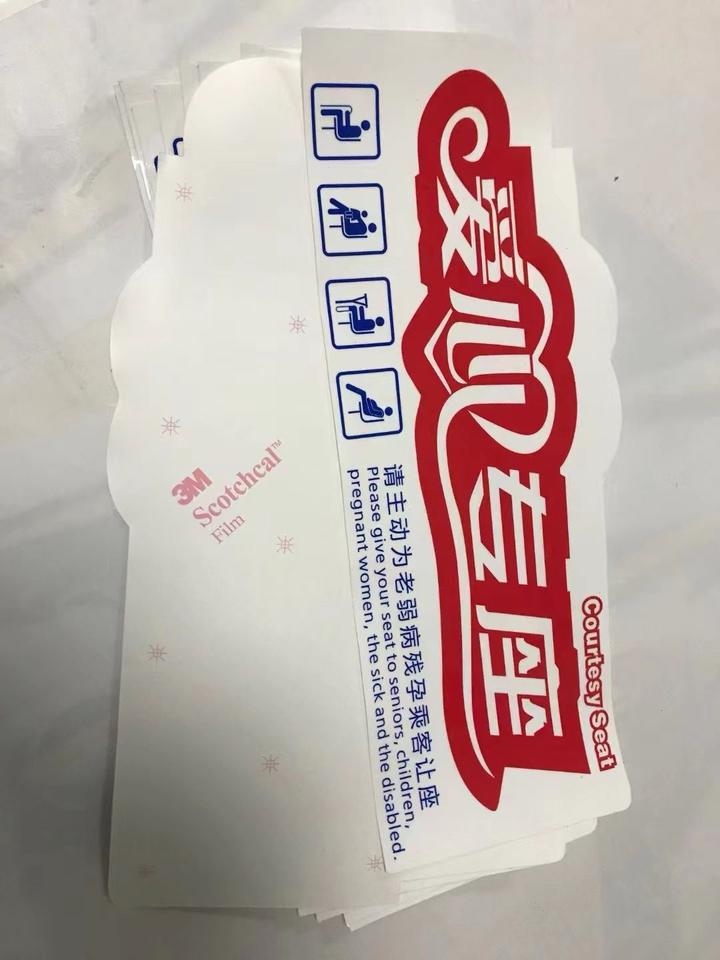 爱心专座
Courtesy Seat
请主动为老弱病残孕乘客让座
Please give your seat to seniors, children,
pregnant women, the sick and the disabled.
3M
Scotchcal™
Film